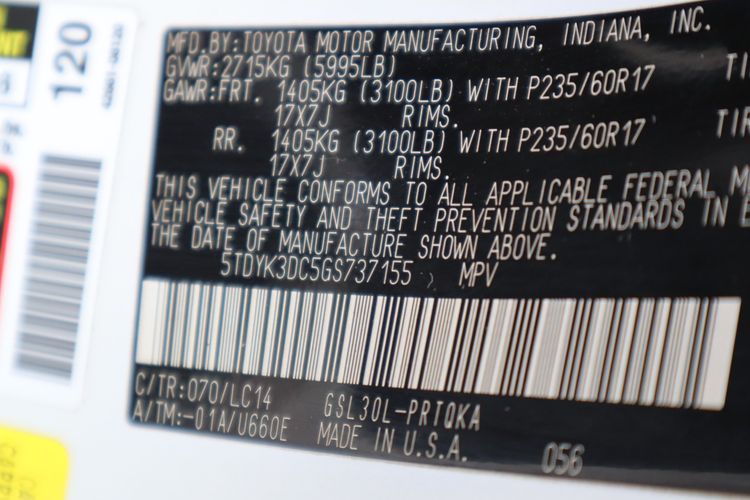 120
MFD.BY:TOYOTA MOTOR MANUFACTURING, INDIANA, INC.
GVWR:2715KG (5995LB)
GAWR:FRT. 1405KG (3100LB) WITH P235/60R17 TI
17X7J RIMS.
RR. 1405KG (3100LB) WITH P235/60R17 TIR
17X7J RIMS.
THIS VEHICLE CONFORMS TO ALL APPLICABLE FEDERAL M
VEHICLE SAFETY AND THEFT PREVENTION STANDARDS IN E
THE DATE OF MANUFACTURE SHOWN ABOVE.
5TDYK3DC5GS737155 MPV
C/TR:070/LC14 GSL30L-PRTQKA
A/TM:-01A/U660E MADE IN U.S.A. 056